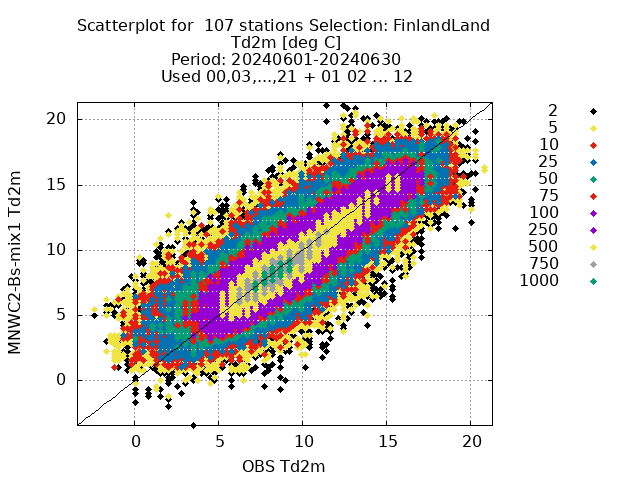 Scatterplot for  107 stations Selection: FinlandLand
Td2m [deg C]
Period: 20240601-20240630
Used 00,03,...,21 + 01 02 ... 12
20
15
10
5
0
MNWC2-Bs-mix1 Td2m
0 5 10 15 20
OBS Td2m
2
5
10
25
50
75
100
250
500
750
1000